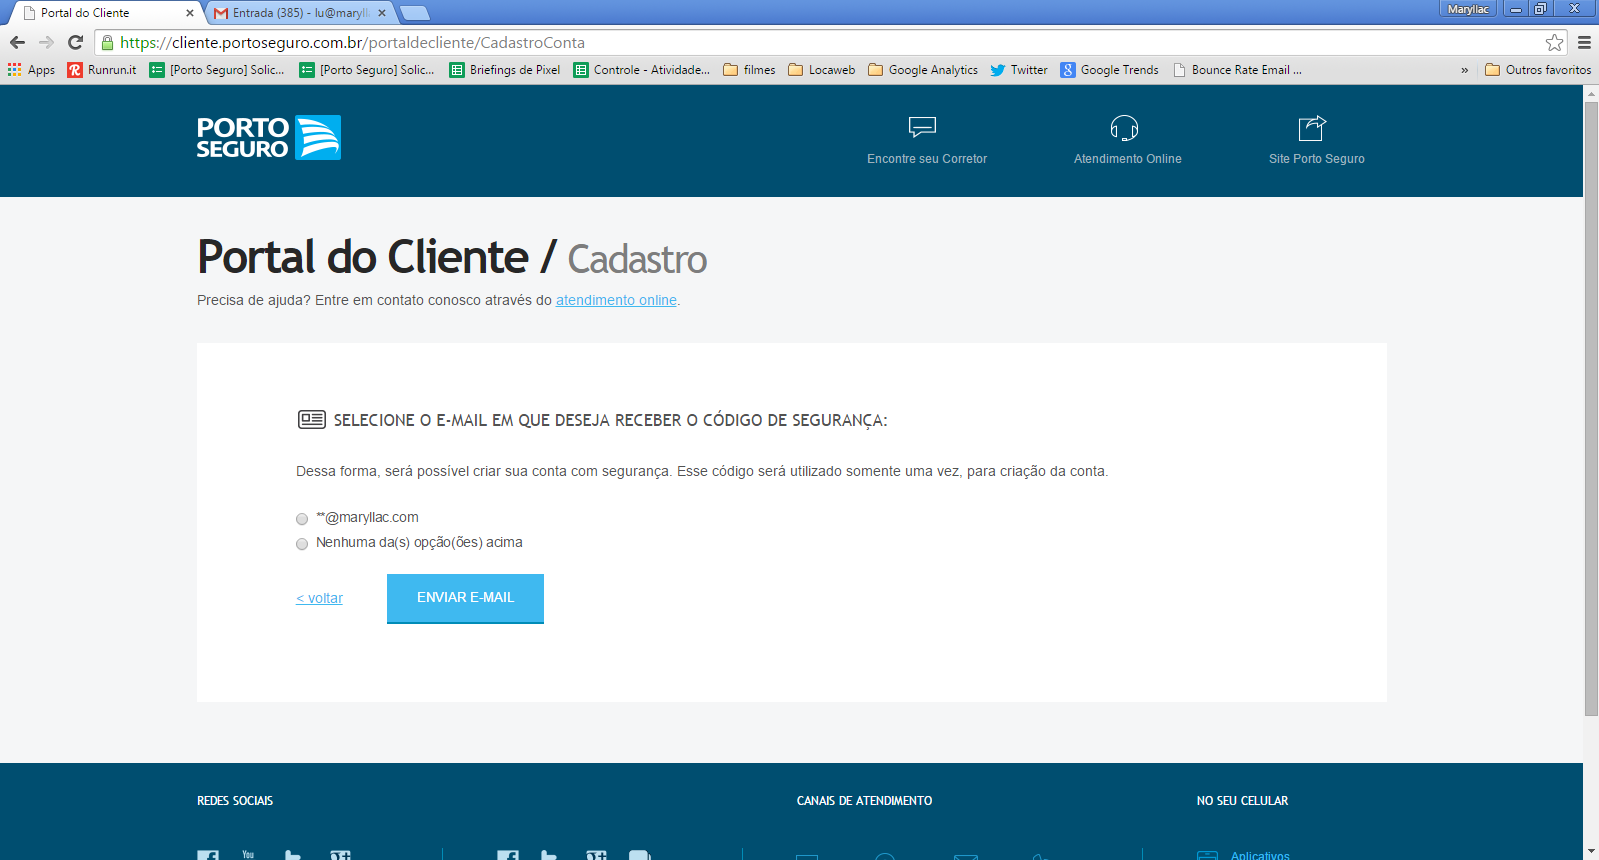 Portal do Cliente
Entrada (385) - lu@maryll
Maryllac
https://cliente.portoseguro.com.br/portaldecliente/CadastroConta
Apps
Runrun.it
[Porto Seguro] Solic...
[Porto Seguro] Solic...
Briefings de Pixel
Controle - Atividade...
filmes
Locaweb
Google Analytics
Twitter
Google Trends
Bounce Rate Email ...
»
Outros favoritos
PORTO
SEGURO
Encontre seu Corretor
Atendimento Online
Site Porto Seguro
Portal do Cliente / Cadastro
Precisa de ajuda? Entre em contato conosco através do atendimento online.
SELECIONE O E-MAIL EM QUE DESEJA RECEBER O CÓDIGO DE SEGURANÇA:
Dessa forma, será possível criar sua conta com segurança. Esse código será utilizado somente uma vez, para criação da conta.
**@maryllac.com
Nenhuma da(s) opção(ões) acima
< voltar
ENVIAR E-MAIL
REDES SOCIAIS
CANAIS DE ATENDIMENTO
NO SEU CELULAR
You
Aplicativos